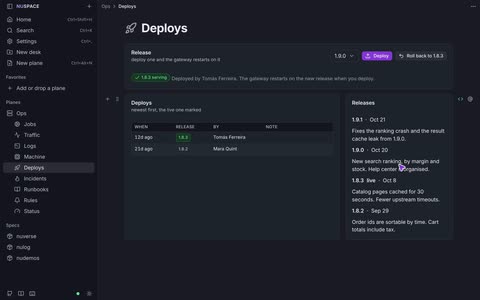 NUSPACE
Home
Ctrl+Shift+H
Search
Ctrl+K
Settings
Ctrl+,
New desk
New plane
Ctrl+Alt+N
Favorites
Add or drop a plane
Planes
Ops
Jobs
Traffic
Logs
Machine
Deploys
Incidents
Runbooks
Rules
Status
Specs
nuverse
nulog
nudemos
Ops › Deploys
Deploys
Release
deploy one and the gateway restarts on it
1.9.0
Deploy
Roll back to 1.8.3
1.8.3 serving
Deployed by Tomás Ferreira. The gateway restarts on the new release when you deploy.
Deploys
newest first, the live one marked
WHEN RELEASE BY NOTE
12d ago 1.8.3 Tomás Ferreira
21d ago 1.8.2 Mara Quint
Releases
1.9.1 · Oct 21
Fixes the ranking crash and the result
cache leak from 1.9.0.
1.9.0 · Oct 20
New search ranking, by margin and
stock. Help center reorganised.
1.8.3 live · Oct 8
Catalog pages cached for 30
seconds. Fewer upstream timeouts.
1.8.2 · Sep 29
Order ids are sortable by time. Cart
totals include tax.